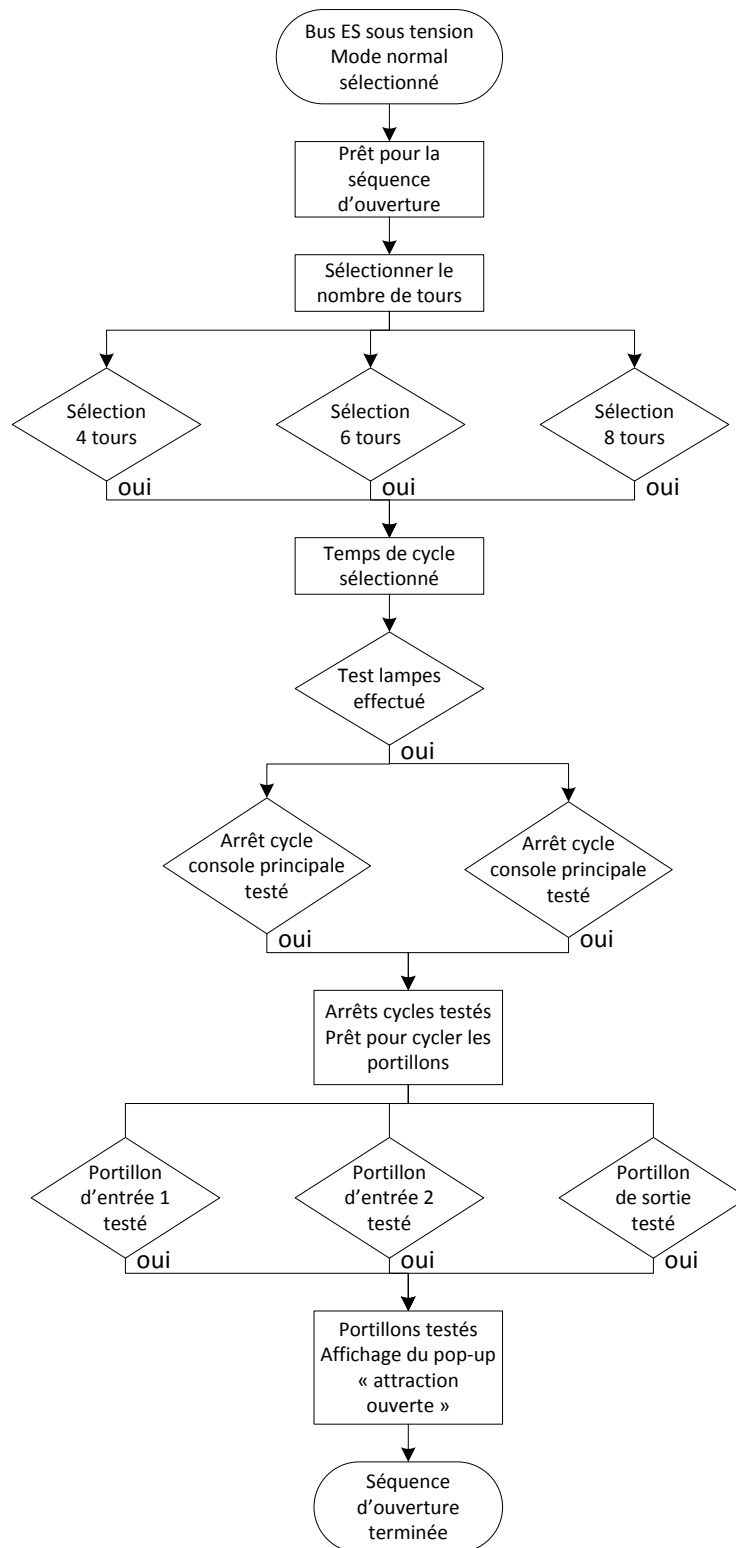 Bus ES sous tension
Mode normal
sélectionné
Prêt pour la
séquence
d'ouverture
Sélectionner le
nombre de tours
Sélection
4 tours
Sélection
6 tours
Sélection
8 tours
oui
oui
oui
Temps de cycle
sélectionné
Test lampes
effectué
oui
Arrêt cycle
console principale
testé
Arrêt cycle
console principale
testé
oui
oui
Arrêts cycles testés
Prêt pour cycler les
portillons
Portillon
d'entrée 1
testé
Portillon
d'entrée 2
testé
Portillon
de sortie
testé
oui
oui
oui
Portillons testés
Affichage du pop-up
« attraction
ouverte »
Séquence
d'ouverture
terminée